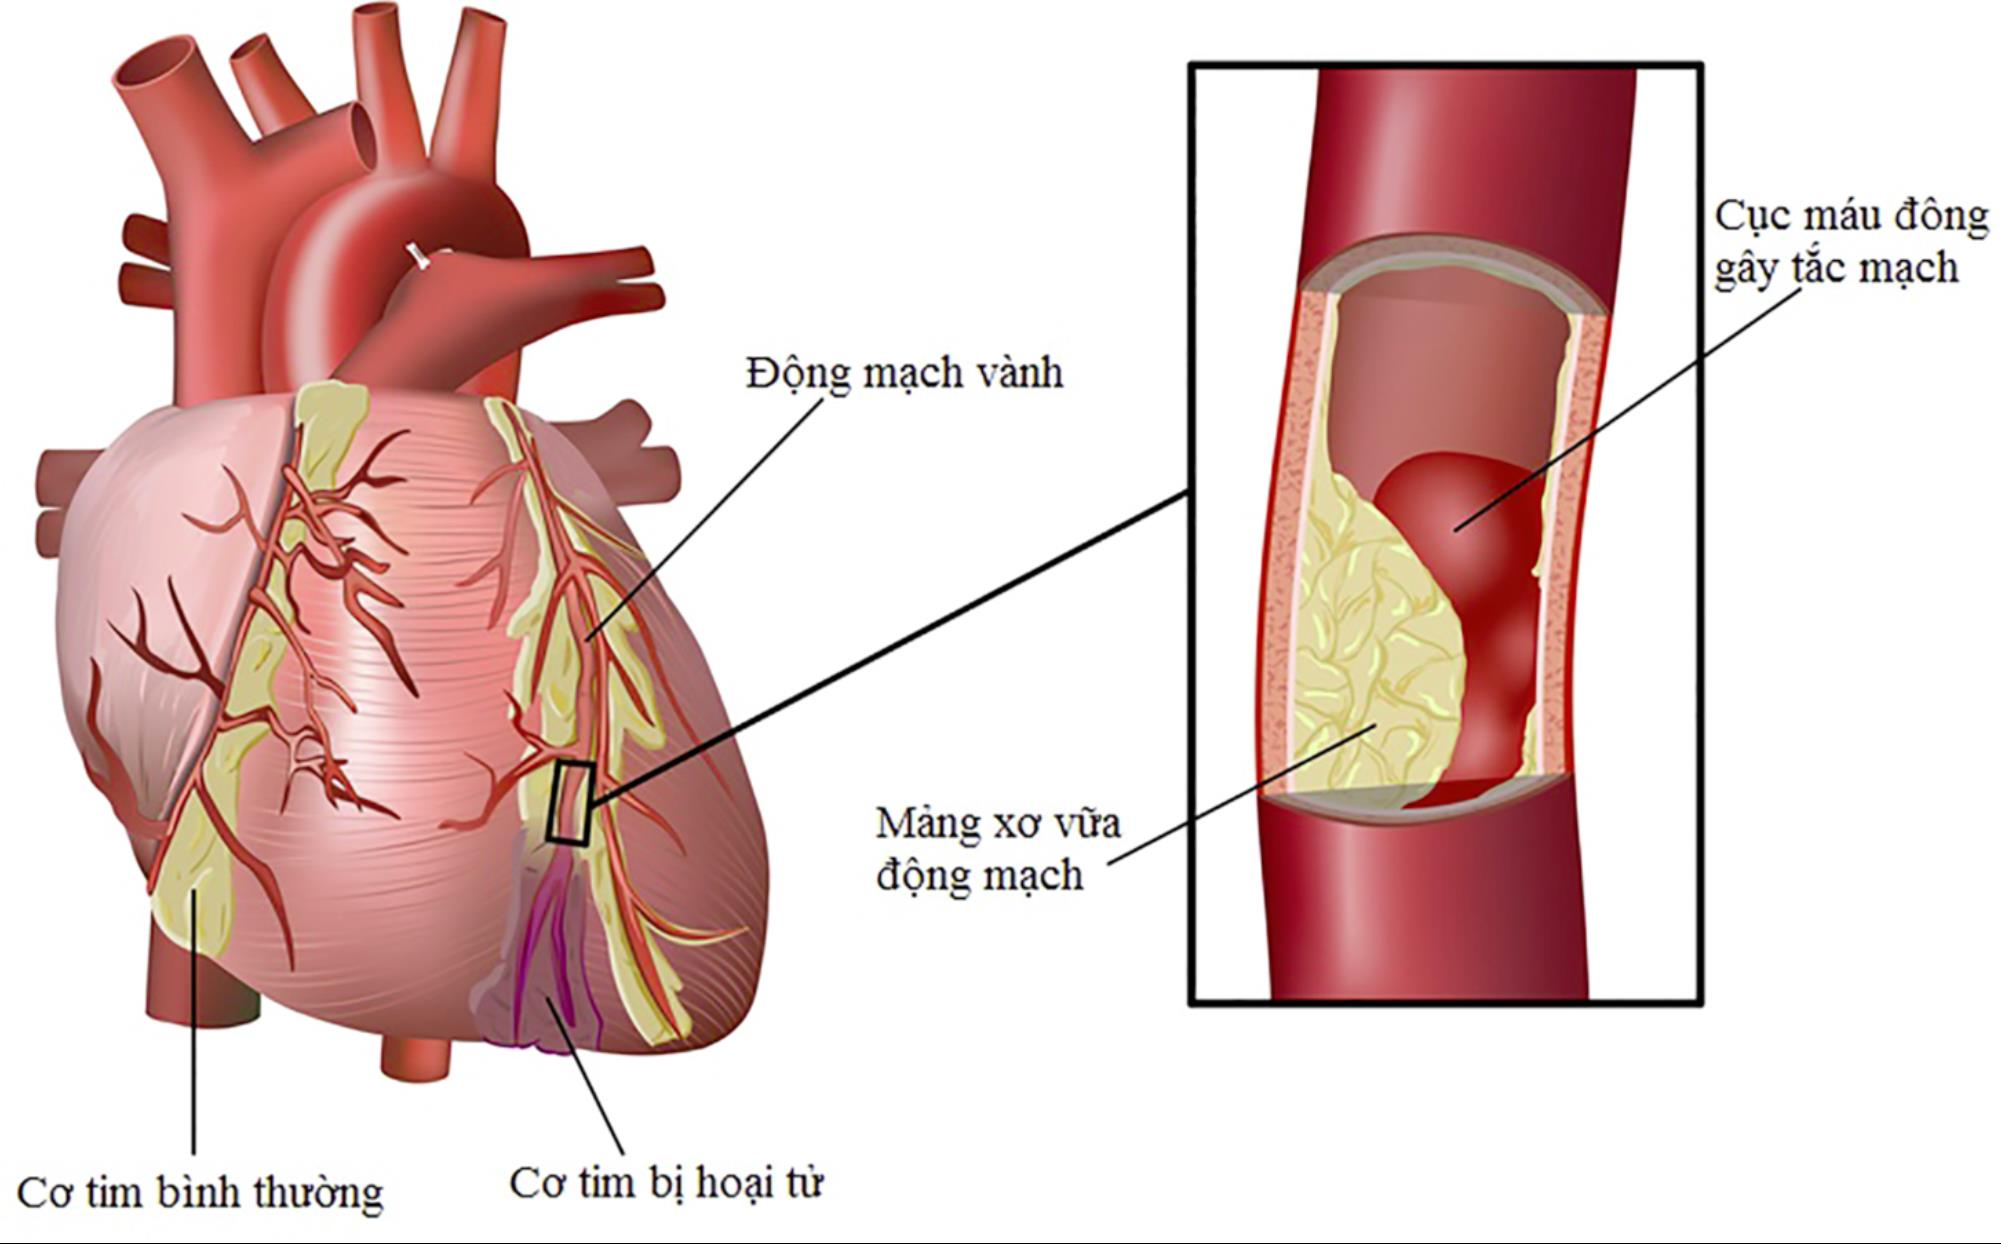 Cục máu đông
gây tắc mạch
Động mạch vành
Mảng xơ vữa
động mạch
Cơ tim bị hoại tử
Cơ tim bình thường